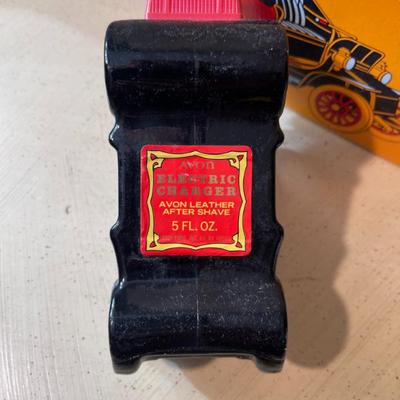 AVON
ELECTRIC
CHARGER
AVON LEATHER
AFTER SHAVE
5 FL. OZ.